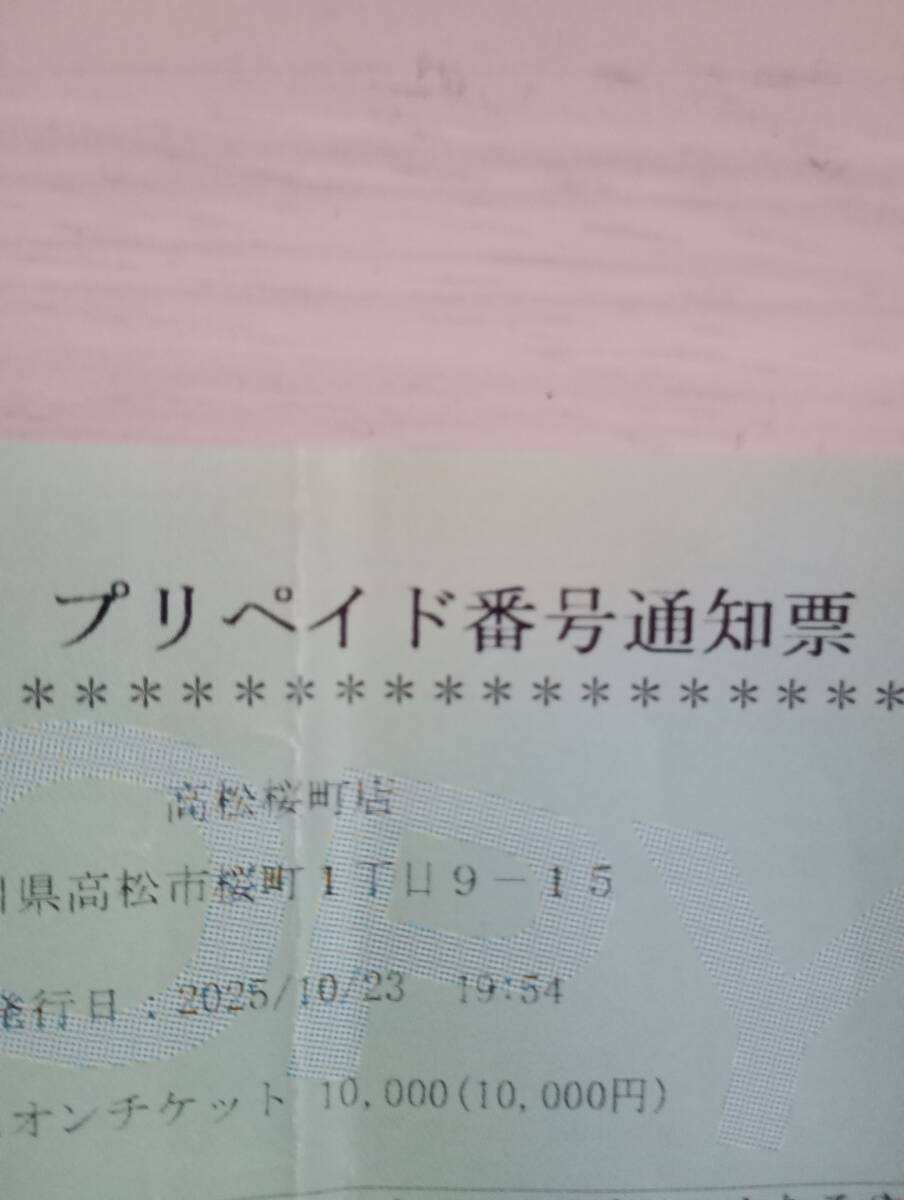 プリペイド番号通知票
******************
高松桜町店
県高松市桜町1丁目9-15
発行日:2025/10/23 19:54
オンチケット 10,000(10,000円)
OPY